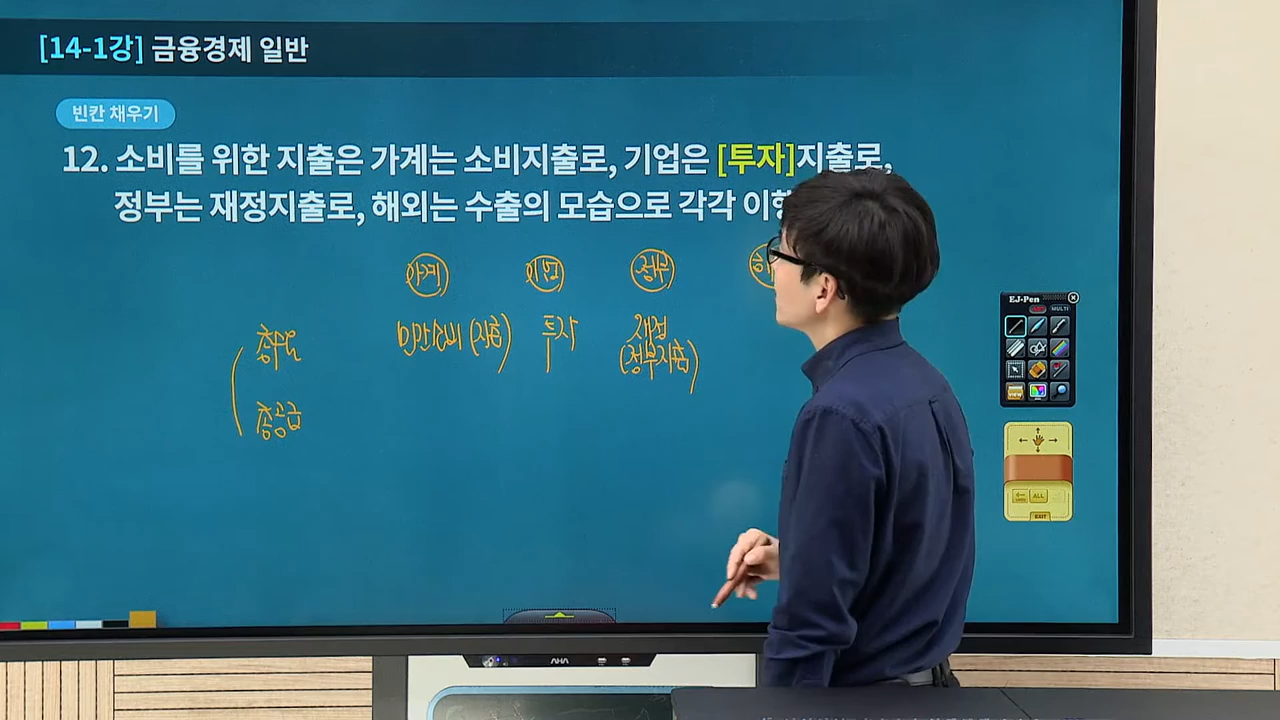 [14-1강] 금융경제 일반
빈칸 채우기
12. 소비를 위한 지출은 가계는 소비지출로, 기업은 [투자]지출로,
정부는 재정지출로, 해외는 수출의 모습으로 각각 이행
가계 기업 정부 해
총수요 민간소비 (지출) 투자 재정
(정부지출)
총공급
EJ-Pen
MULTI
VIEW
ALL
EXIT
AHA